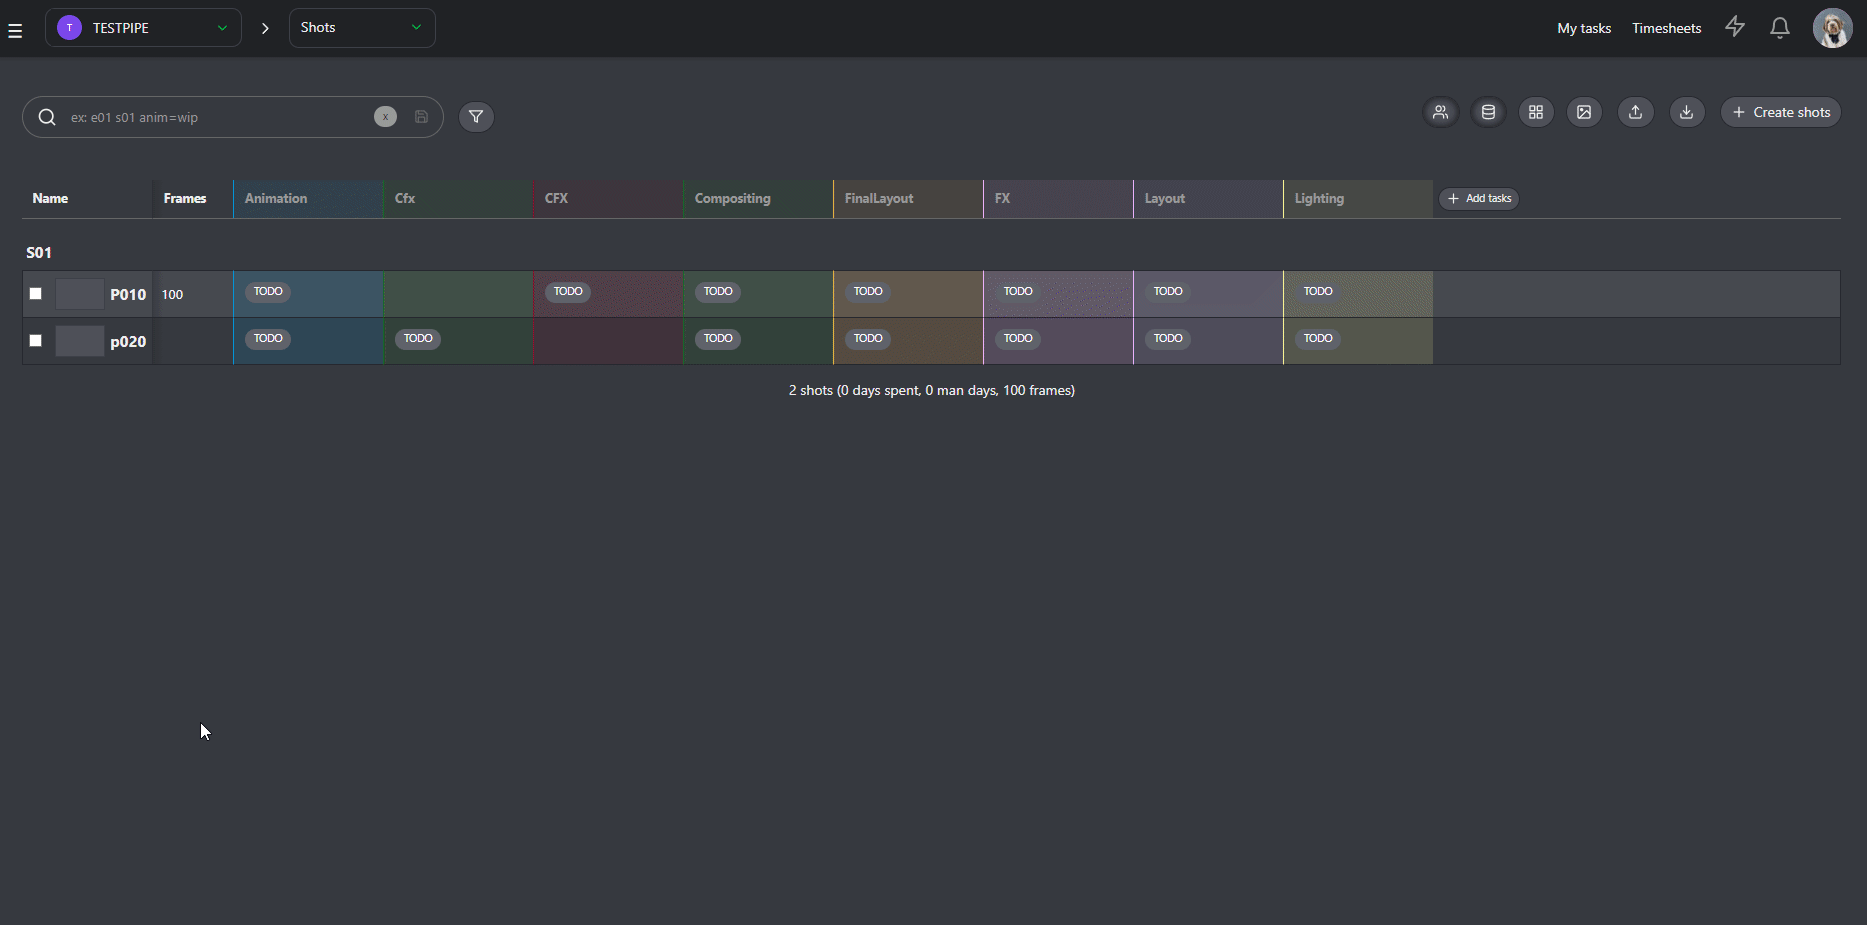 T TESTPIPE Shots My tasks Timesheets
ex: e01 s01 anim=wip x Create shots
Name Frames Animation Cfx CFX Compositing FinalLayout FX Layout Lighting Add tasks
S01
P010 100 TODO TODO TODO TODO TODO TODO TODO
p020 TODO TODO TODO TODO TODO TODO TODO
2 shots (0 days spent, 0 man days, 100 frames)